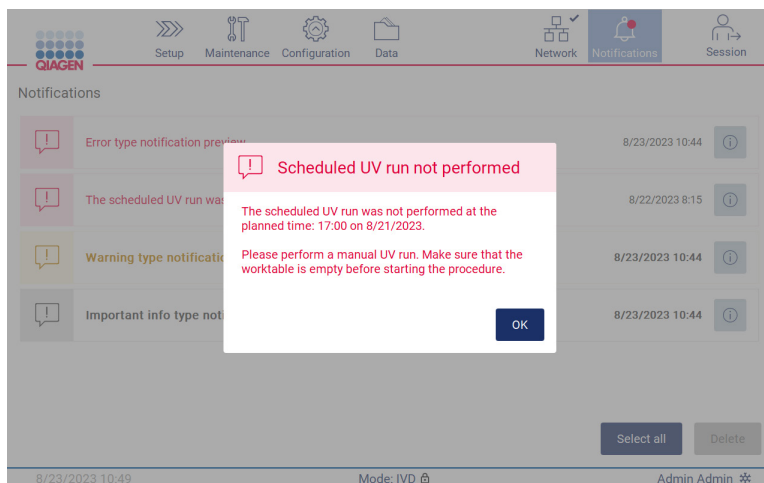 Setup
Maintenance
Configuration
Data
Network
Notifications
Session
QIAGEN
Notifications
Error type notification preview
8/23/2023 10:44
The scheduled UV run was
8/22/2023 8:15
Warning type notificatio
8/23/2023 10:44
Important info type not
8/23/2023 10:44
Scheduled UV run not performed
The scheduled UV run was not performed at the
planned time: 17:00 on 8/21/2023.
Please perform a manual UV run. Make sure that the
worktable is empty before starting the procedure.
OK
Select all
Delete
8/23/2023 10:49
Mode: IVD
Admin Admin